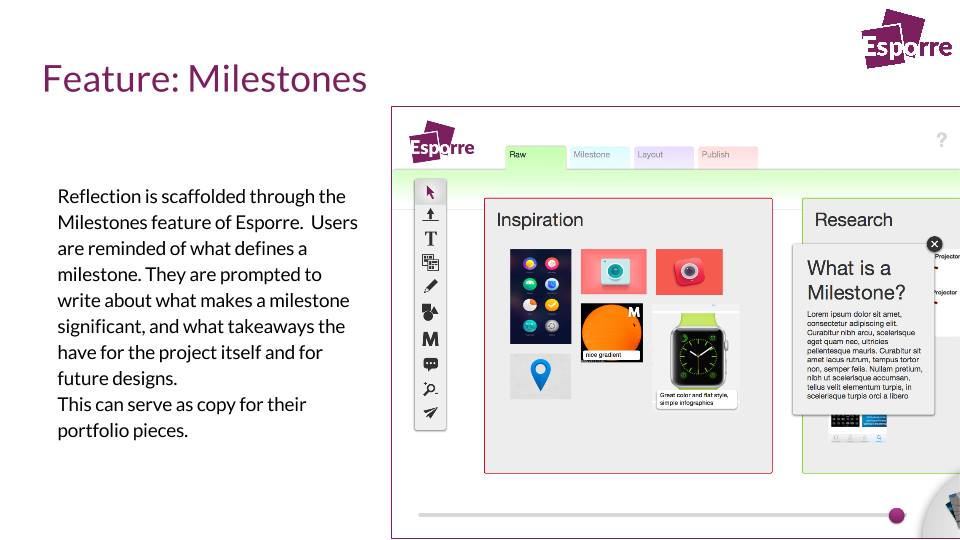 Esporre
Feature: Milestones
Reflection is scaffolded through the
Milestones feature of Esporre.  Users
are reminded of what defines a
milestone. They are prompted to
write about what makes a milestone
significant, and what takeaways the
have for the project itself and for
future designs.
This can serve as copy for their
portfolio pieces.
Esporre
?
Raw
Milestone
Layout
Publish
T
M
Inspiration
M
nice gradient
Great color and flat style,
simple infographics
Research
Projector
Projector
What is a
Milestone?
Lorem ipsum dolor sit amet,
consectetur adipiscing elit.
Curabitur nibh arcu, scelerisque
eget quam nec, ultricies
pellentesque mauris. Curabitur sit
amet lacus rutrum, tempus tortor
non, semper felis. Nullam pretium,
nibh ut scelerisque accumsan,
tellus velit elementum turpis, in
scelerisque turpis orci a libero